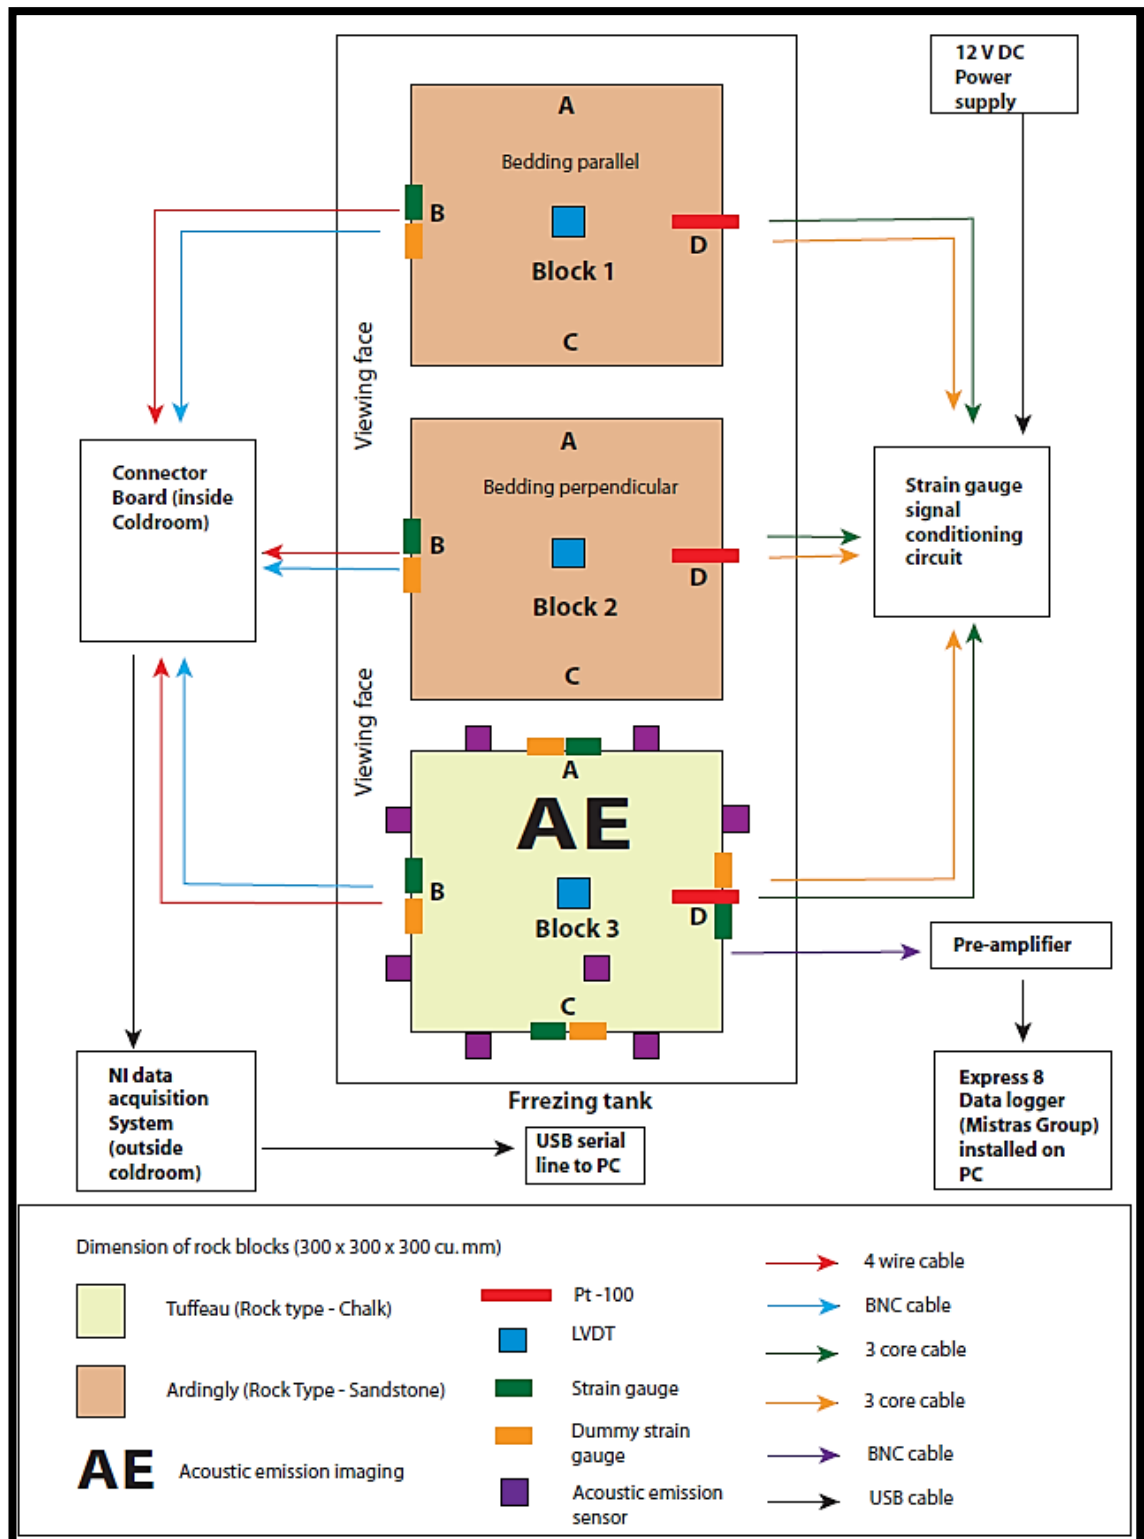 12 V DC
Power
supply
A
Bedding parallel
B
D
Block 1
C
Viewing face
A
Bedding perpendicular
B
D
Block 2
C
Connector
Board (inside
Coldroom)
Strain gauge
signal
conditioning
circuit
Viewing face
A
AE
B
D
Block 3
C
Pre-amplifier
NI data
acquisition
System
(outside
coldroom)
Frrezing tank
USB serial
line to PC
Express 8
Data logger
(Mistras Group)
installed on
PC
Dimension of rock blocks (300 x 300 x 300 cu. mm)
Tuffeau (Rock type - Chalk)
Ardingly (Rock Type - Sandstone)
AE Acoustic emission imaging
Pt -100
LVDT
Strain gauge
Dummy strain
gauge
Acoustic emission
sensor
4 wire cable
BNC cable
3 core cable
3 core cable
BNC cable
USB cable